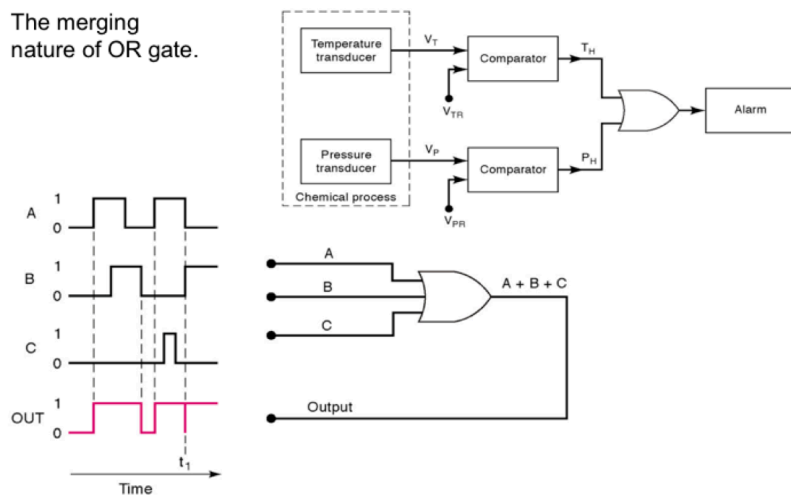 The merging
nature of OR gate.
Temperature
transducer
V_T
Comparator
T_H
V_TR
Alarm
Pressure
transducer
V_P
Comparator
P_H
Chemical process
V_PR
A
1
0
B
1
0
C
1
0
OUT
1
0
t_1
Time
A
B
C
A + B + C
Output